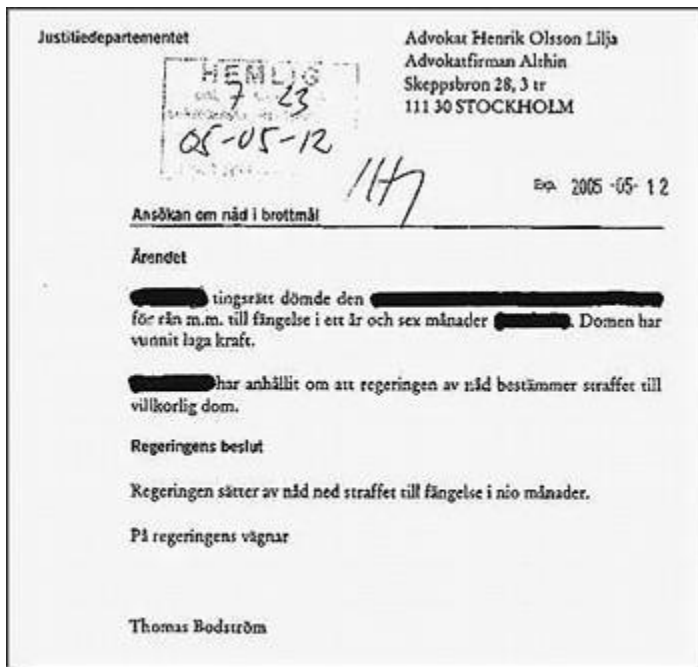 Justitiedepartementet
Advokat Henrik Olsson Lilja
Advokatfirman Althin
Skeppsbron 28, 3 tr
111 30 STOCKHOLM
HEMLIG
7 23
05-05-12
Exp. 2005-05-12
Ansökan om nåd i brottmål
Ärendet
tingsrätt dömde den
för rån m.m. till fängelse i ett år och sex månader . Domen har
vunnit laga kraft.
har anhållit om att regeringen av nåd bestämmer straffet till
villkorlig dom.
Regeringens beslut
Regeringen sätter av nåd ned straffet till fängelse i nio månader.
På regeringens vägnar
Thomas Bodström